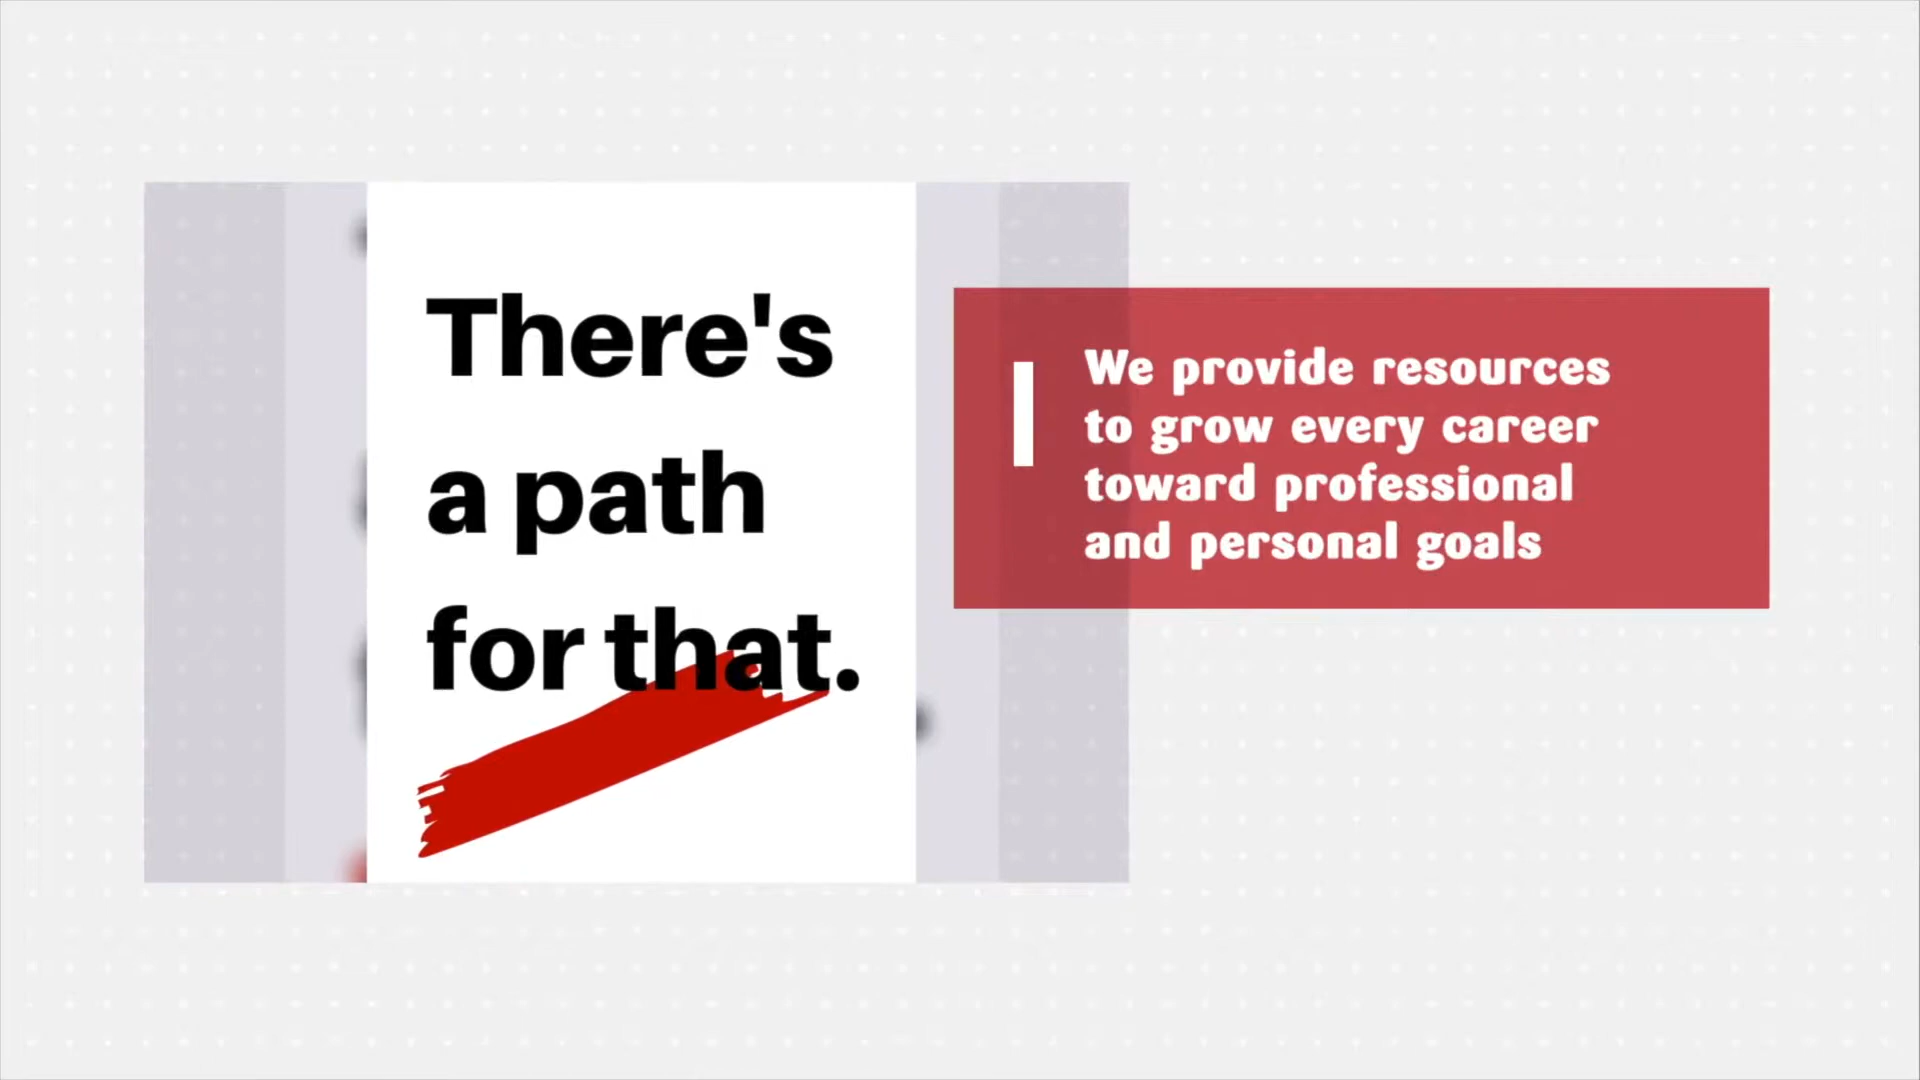 There's
a path
for that.
We provide resources
to grow every career
toward professional
and personal goals